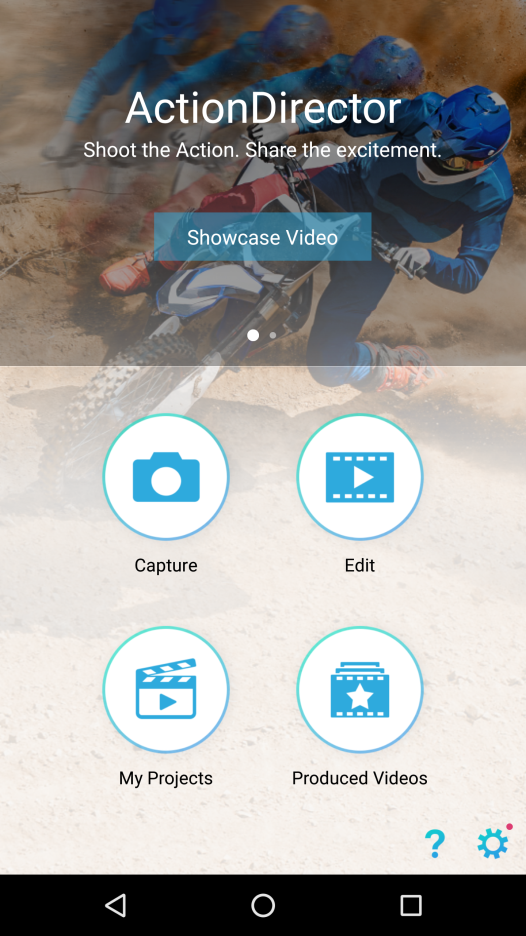 ActionDirector
Shoot the Action. Share the excitement.
Showcase Video
Capture
Edit
My Projects
Produced Videos
?